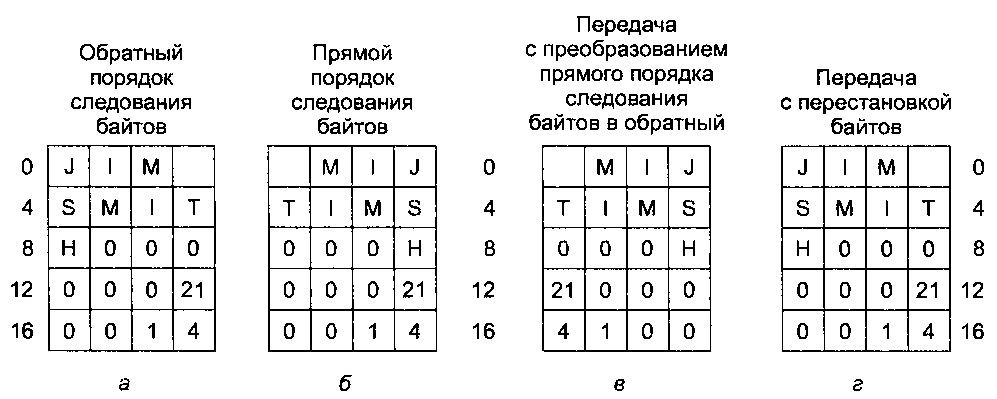 Обратный
порядок
следования
байтов
Прямой
порядок
следования
байтов
Передача
с преобразованием
прямого порядка
следования
байтов в обратный
Передача
с перестановкой
байтов
0 J I M
4 S M I T
8 H 0 0 0
12 0 0 0 21
16 0 0 1 4
а
M I J 0
T I M S 4
0 0 0 H 8
0 0 0 21 12
0 0 1 4 16
б
M I J
T I M S
0 0 0 H
21 0 0 0
4 1 0 0
в
J I M 0
S M I T 4
H 0 0 0 8
0 0 0 21 12
0 0 1 4 16
г